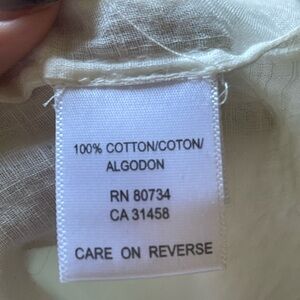 100% COTTON/COTON/
ALGODON
RN 80734
CA 31458
CARE ON REVERSE